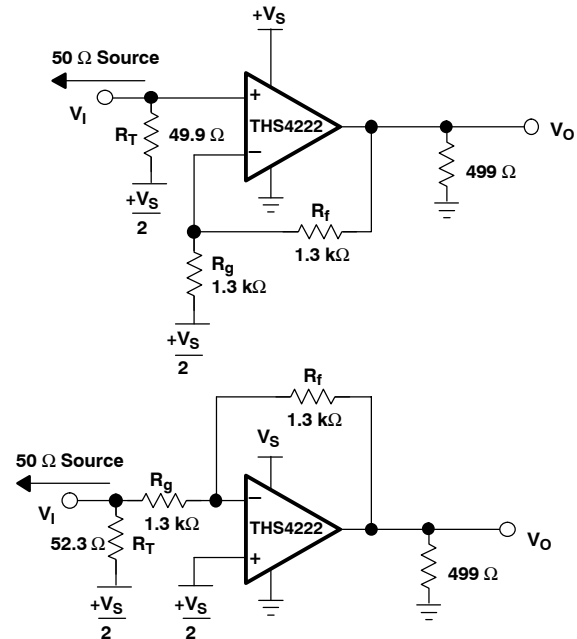 +VS
50 Ω Source
VI
RT
49.9 Ω
+VS
2
+
THS4222
−
VO
499 Ω
Rf
1.3 kΩ
Rg
1.3 kΩ
+VS
2
Rf
1.3 kΩ
VS
50 Ω Source
VI
Rg
1.3 kΩ
52.3 Ω
RT
+VS
2
−
THS4222
+
+VS
2
VO
499 Ω